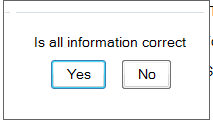 Is all information correct
Yes No